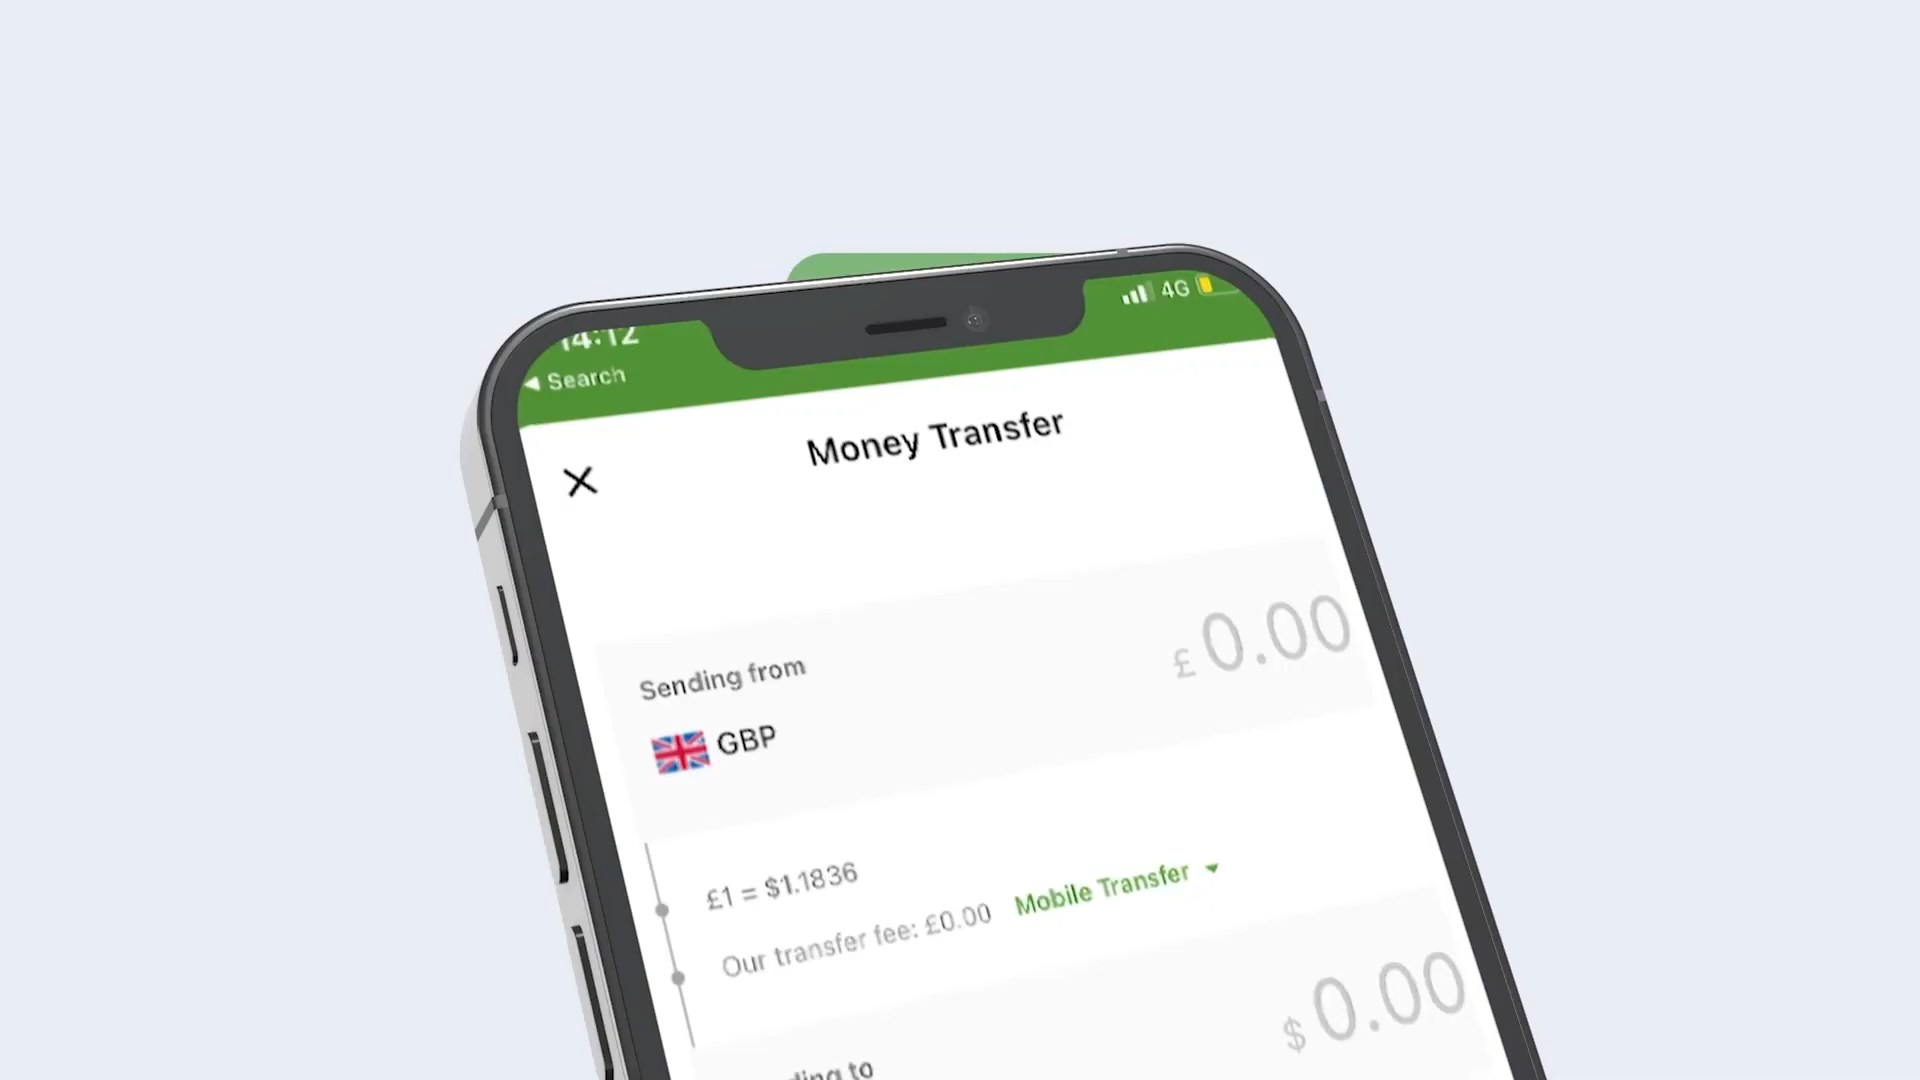 14:12
4G
◀ Search
Money Transfer
Sending from
£ 0.00
GBP
£1 = $1.1836
Our transfer fee: £0.00 Mobile Transfer
$ 0.00
to